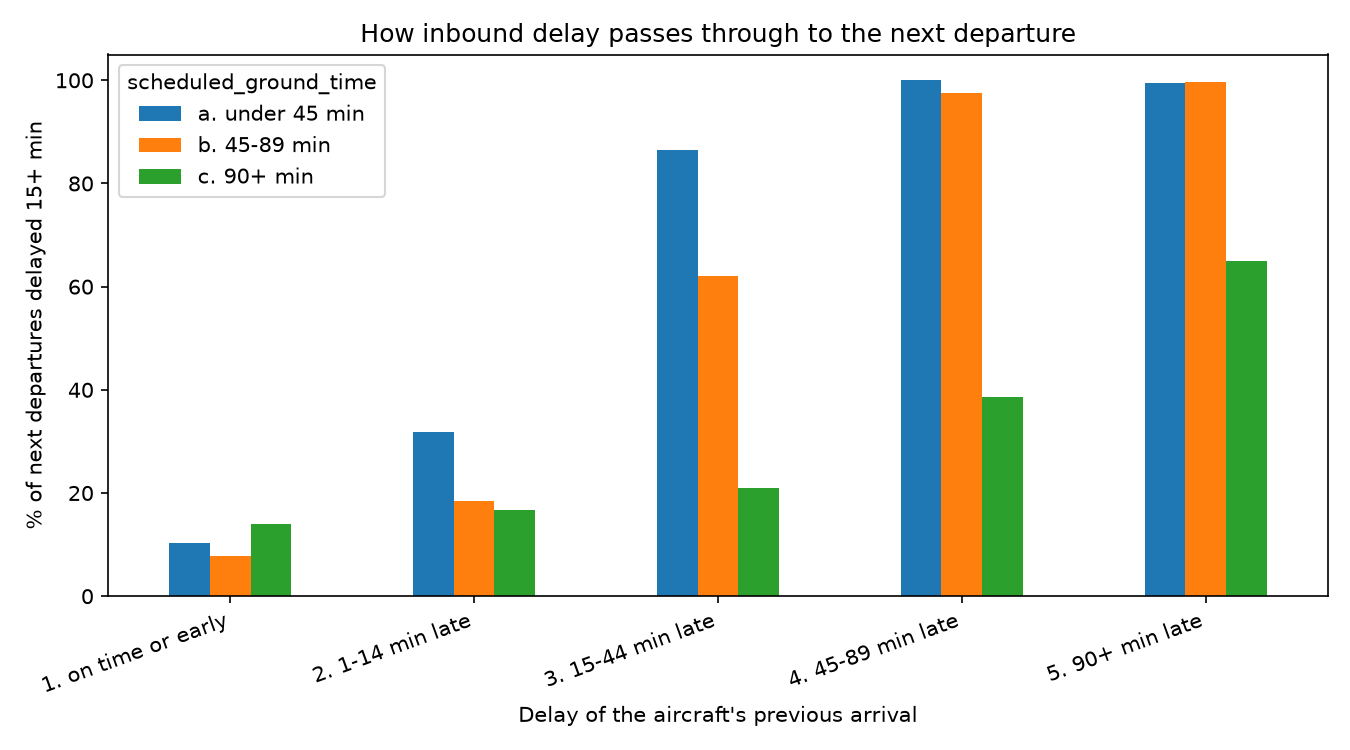 How inbound delay passes through to the next departure
scheduled_ground_time
a. under 45 min
b. 45-89 min
c. 90+ min
% of next departures delayed 15+ min
100
80
60
40
20
0
1. on time or early
2. 1-14 min late
3. 15-44 min late
4. 45-89 min late
5. 90+ min late
Delay of the aircraft's previous arrival